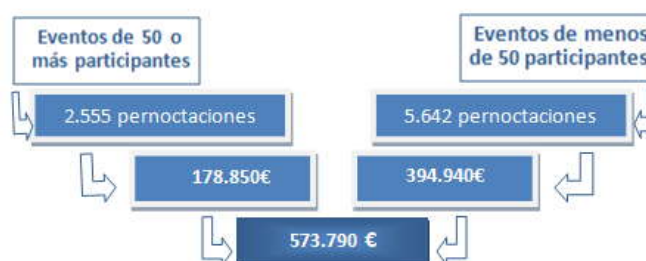 Eventos de 50 o
más participantes
Eventos de menos
de 50 participantes
2.555 pernoctaciones
5.642 pernoctaciones
178.850€
394.940€
573.790 €